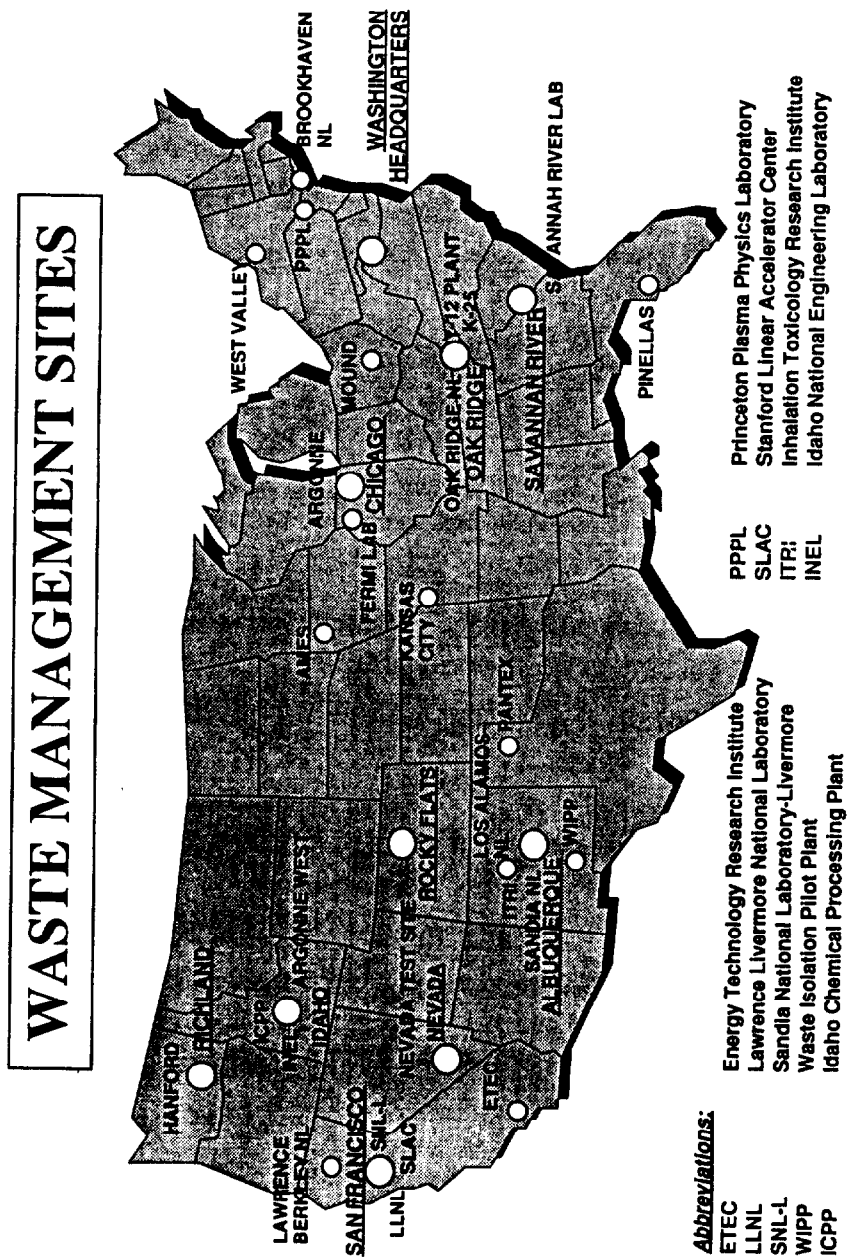 WASTE MANAGEMENT SITES
HANFORD
RICHLAND
LAWRENCE
BERKELEY NL
SAN FRANCISCO
LLNL
SNL-L
SLAC
ICPP
INEL
ARGONNE WEST
IDAHO
NEVADA TEST SITE
NEVADA
ETEC
ROCKY FLATS
LOS ALAMOS
NL
ITRI
SANDIA NL
ALBUQUERQUE
WIPP
PANTEX
AMES
KANSAS
CITY
FERMI LAB
ARGONNE
CHICAGO
MOUND
WEST VALLEY
PPPL
BROOKHAVEN
NL
WASHINGTON
HEADQUARTERS
OAK RIDGE NL
Y-12 PLANT
K-25
OAK RIDGE
SAVANNAH RIVER
SAVANNAH RIVER LAB
PINELLAS
Abbreviations:
ETEC Energy Technology Research Institute
LLNL Lawrence Livermore National Laboratory
SNL-L Sandia National Laboratory-Livermore
WIPP Waste Isolation Pilot Plant
ICPP Idaho Chemical Processing Plant
PPPL Princeton Plasma Physics Laboratory
SLAC Stanford Linear Accelerator Center
ITRI Inhalation Toxicology Research Institute
INEL Idaho National Engineering Laboratory